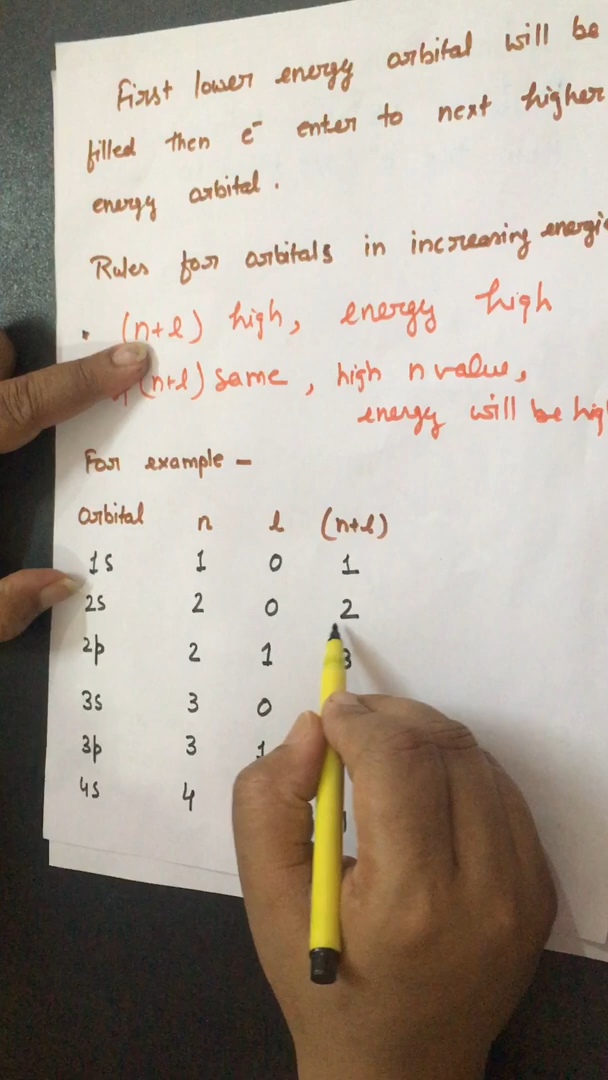 First lower energy orbital will be
filled then e⁻ enter to next higher
energy orbital.
Rules for orbitals in increasing
• (n+l) high, energy high
(n+l) same, high n value,
energy will be
For example -
Orbital n l (n+l)
1s 1 0 1
2s 2 0 2
2p 2 1 3
3s 3 0
3p 3 1
4s 4